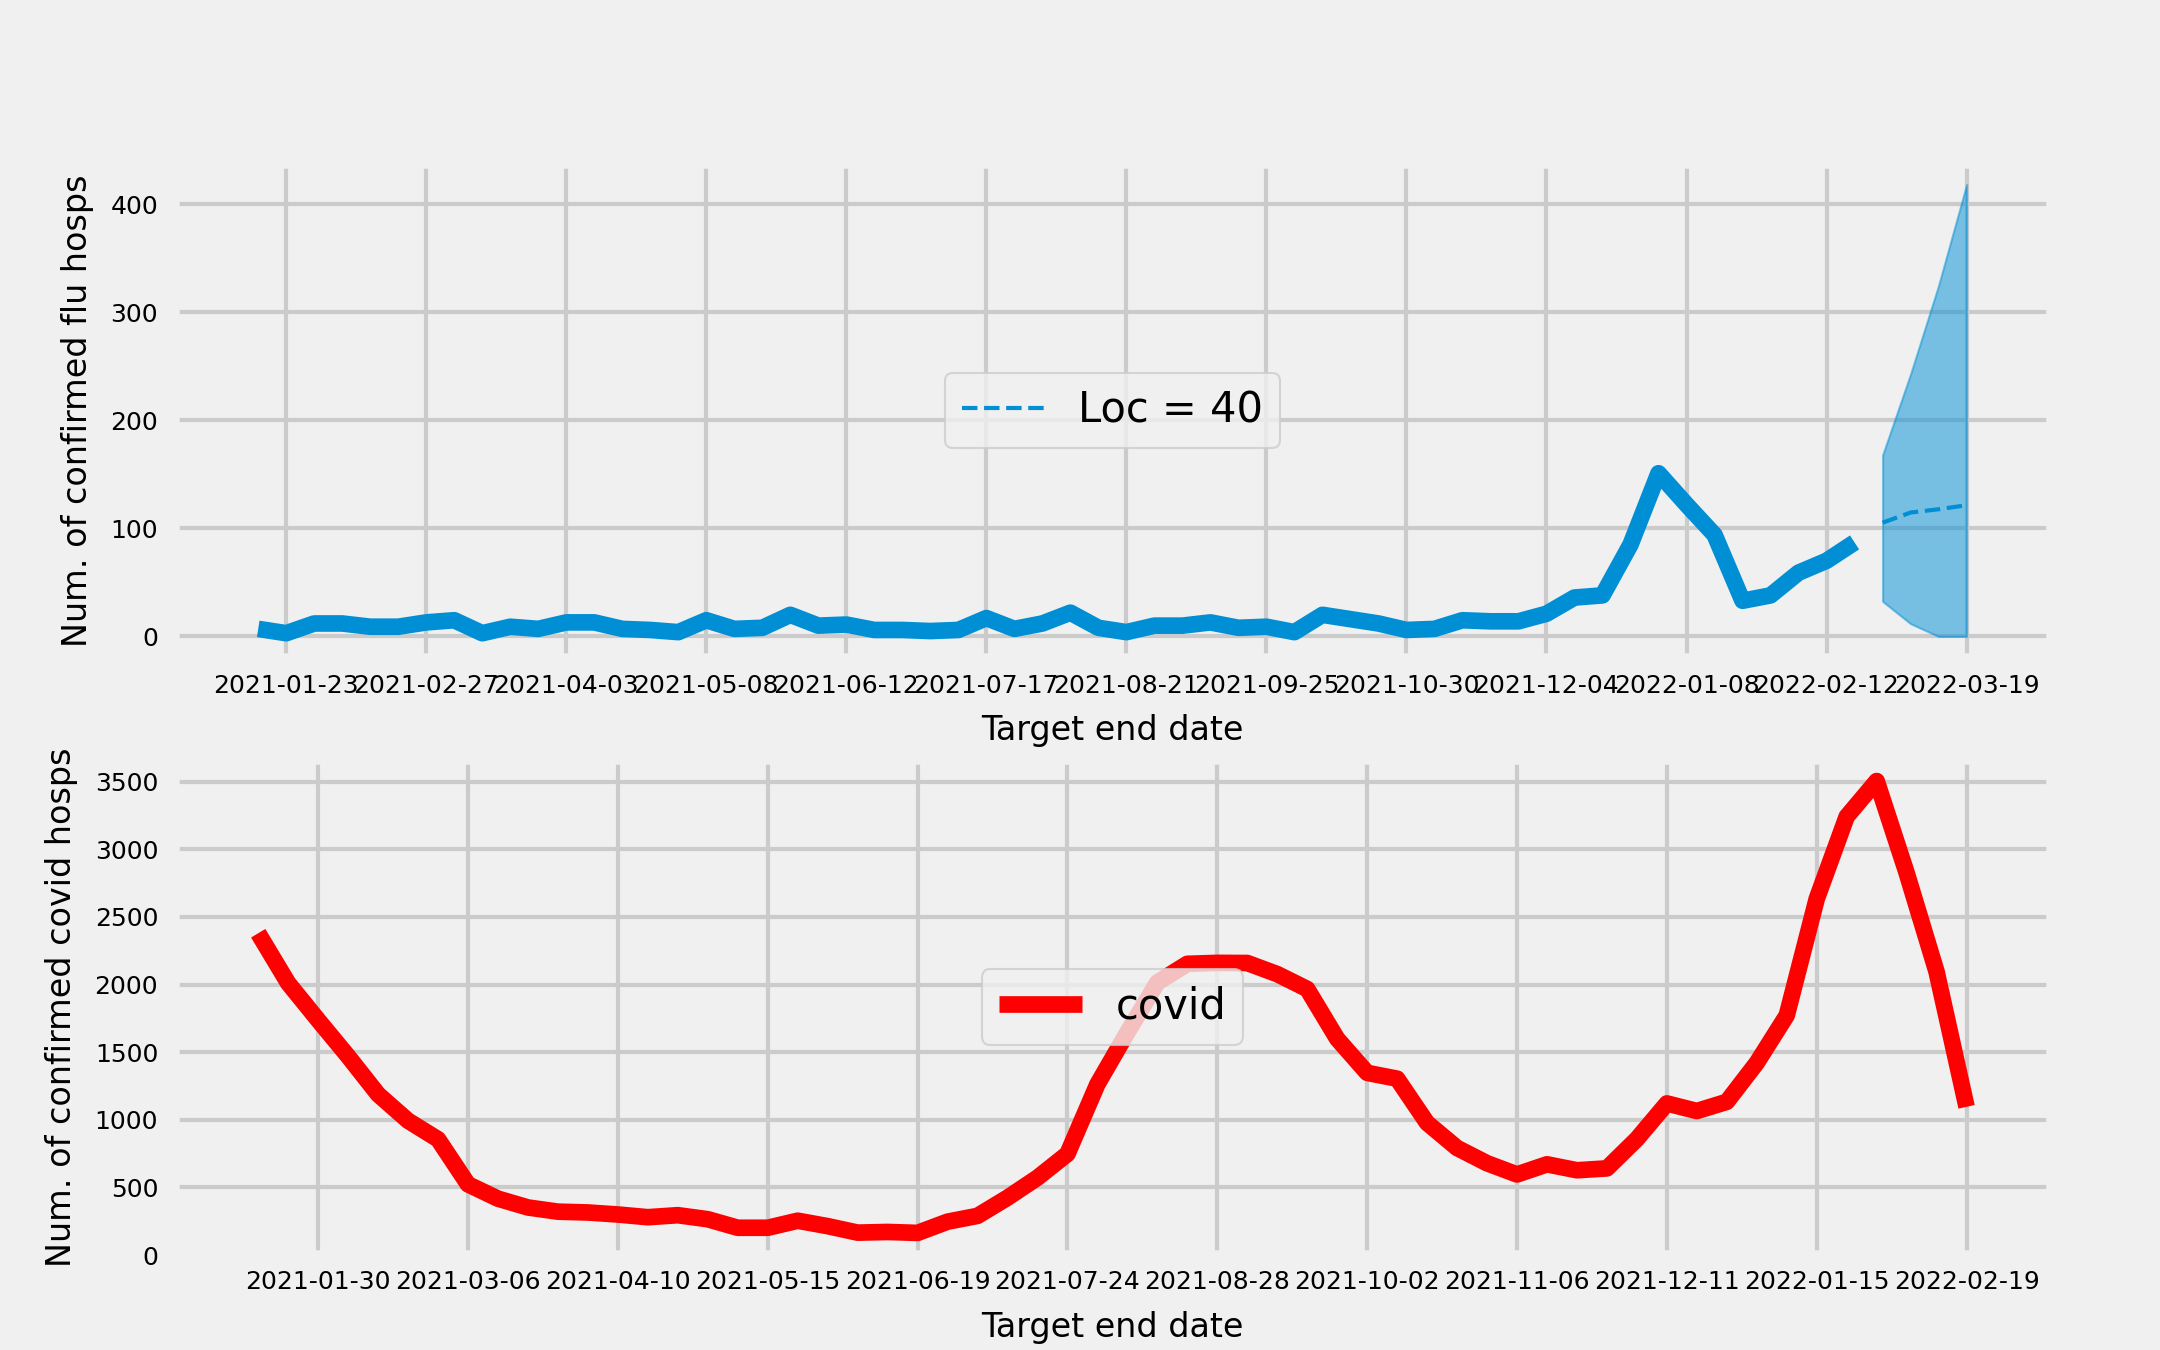 Num. of confirmed flu hosps
400
300
200
100
0
Loc = 40
2021-01-23 2021-02-27 2021-04-03 2021-05-08 2021-06-12 2021-07-17 2021-08-21 2021-09-25 2021-10-30 2021-12-04 2022-01-08 2022-02-12 2022-03-19
Target end date
Num. of confirmed covid hosps
3500
3000
2500
2000
1500
1000
500
0
covid
2021-01-30 2021-03-06 2021-04-10 2021-05-15 2021-06-19 2021-07-24 2021-08-28 2021-10-02 2021-11-06 2021-12-11 2022-01-15 2022-02-19
Target end date